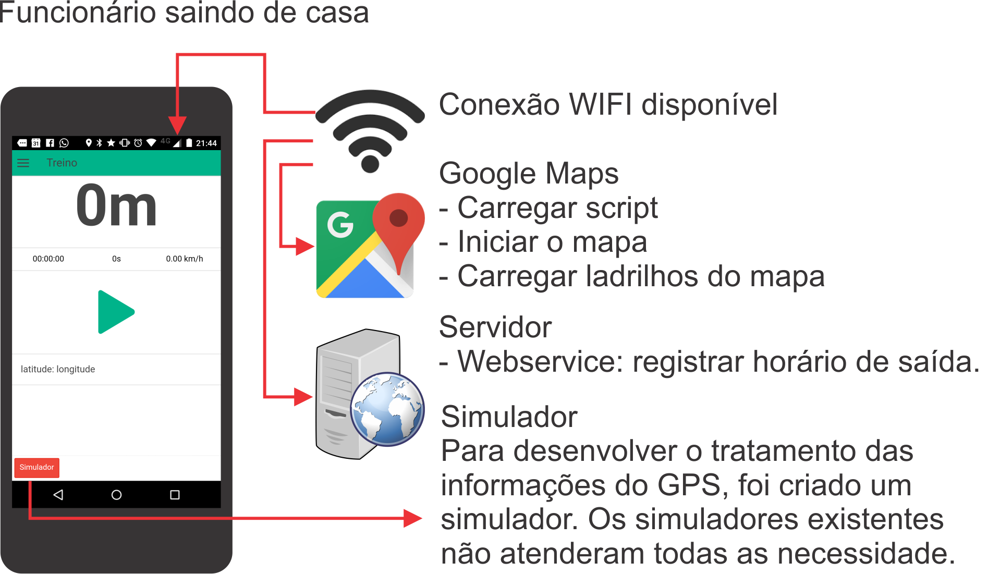 Funcionário saindo de casa
Conexão WIFI disponível
31
4G
21:44
Treino
0m
00:00:00
0s
0.00 km/h
latitude: longitude
Simulador
Google Maps
- Carregar script
- Iniciar o mapa
- Carregar ladrilhos do mapa
G
Servidor
- Webservice: registrar horário de saída.
Simulador
Para desenvolver o tratamento das
informações do GPS, foi criado um
simulador. Os simuladores existentes
não atenderam todas as necessidade.